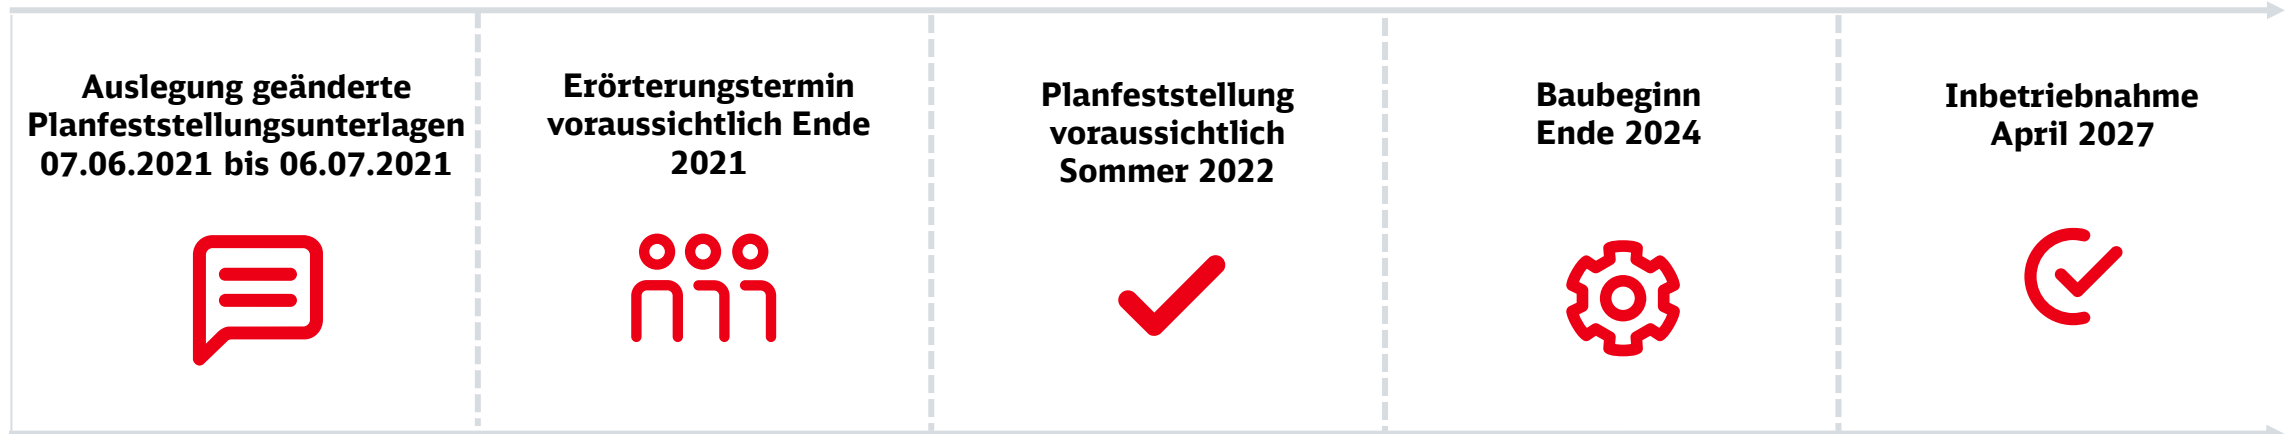 Auslegung geänderte
Planfeststellungsunterlagen
07.06.2021 bis 06.07.2021
Erörterungstermin
voraussichtlich Ende
2021
Planfeststellung
voraussichtlich
Sommer 2022
Baubeginn
Ende 2024
Inbetriebnahme
April 2027